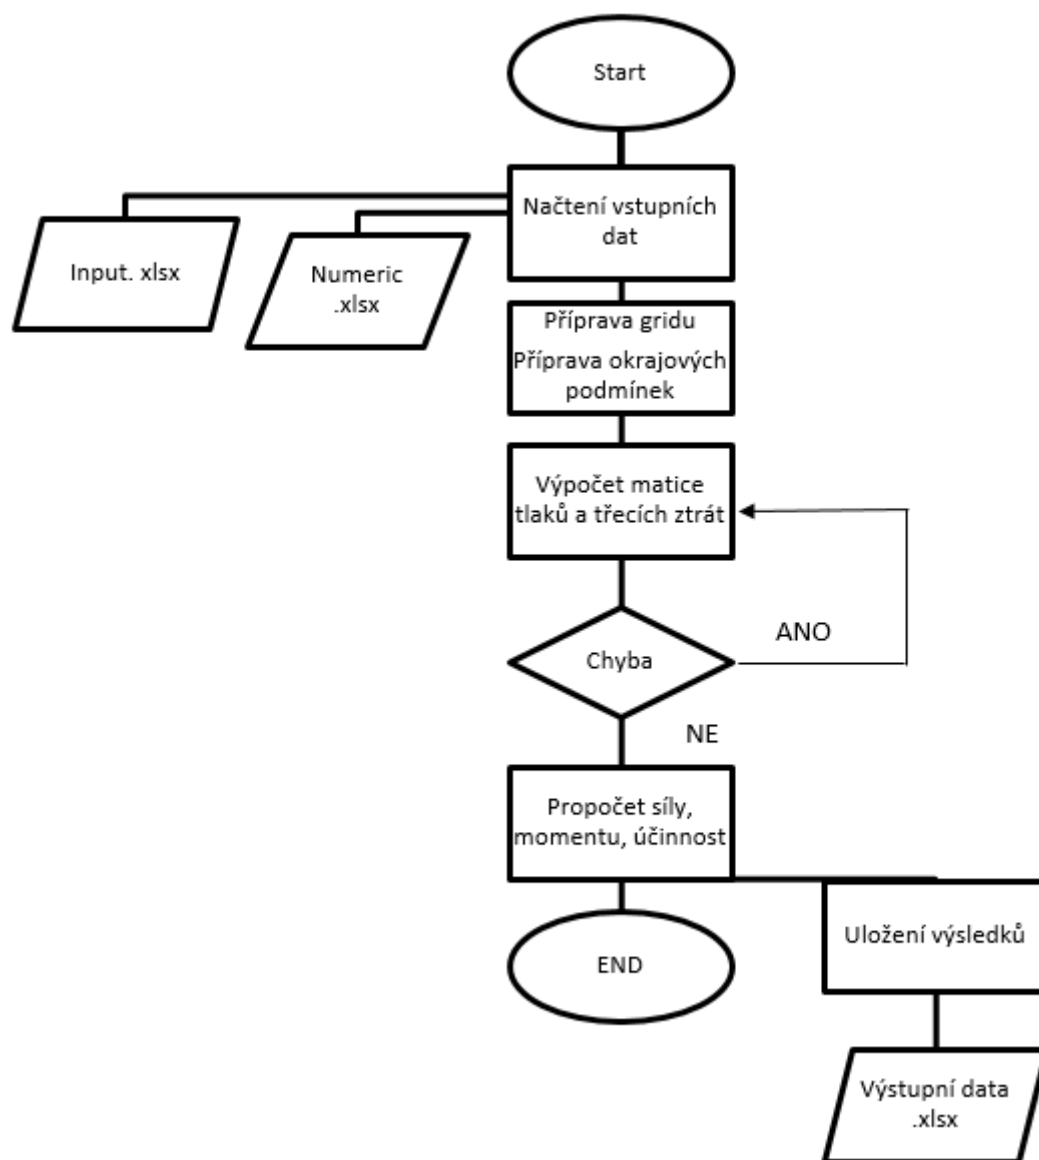 Start
Načtení vstupních
dat
Input. xlsx
Numeric
.xlsx
Příprava gridu
Příprava okrajových
podmínek
Výpočet matice
tlaků a třecích ztrát
Chyba
ANO
NE
Propočet síly,
momentu, účinnost
Uložení výsledků
END
Výstupní data
.xlsx